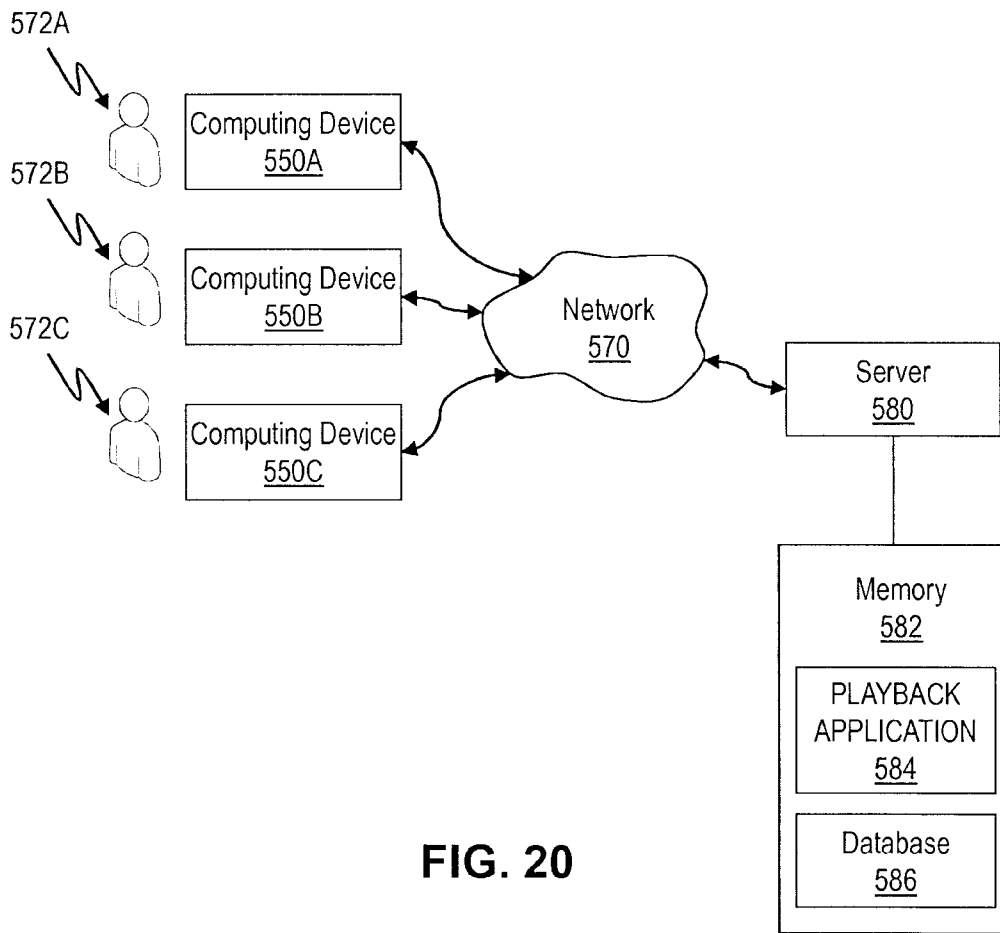 572A
Computing Device
550A
572B
Computing Device
550B
572C
Computing Device
550C
Network
570
Server
580
Memory
582
PLAYBACK
APPLICATION
584
Database
586
FIG. 20